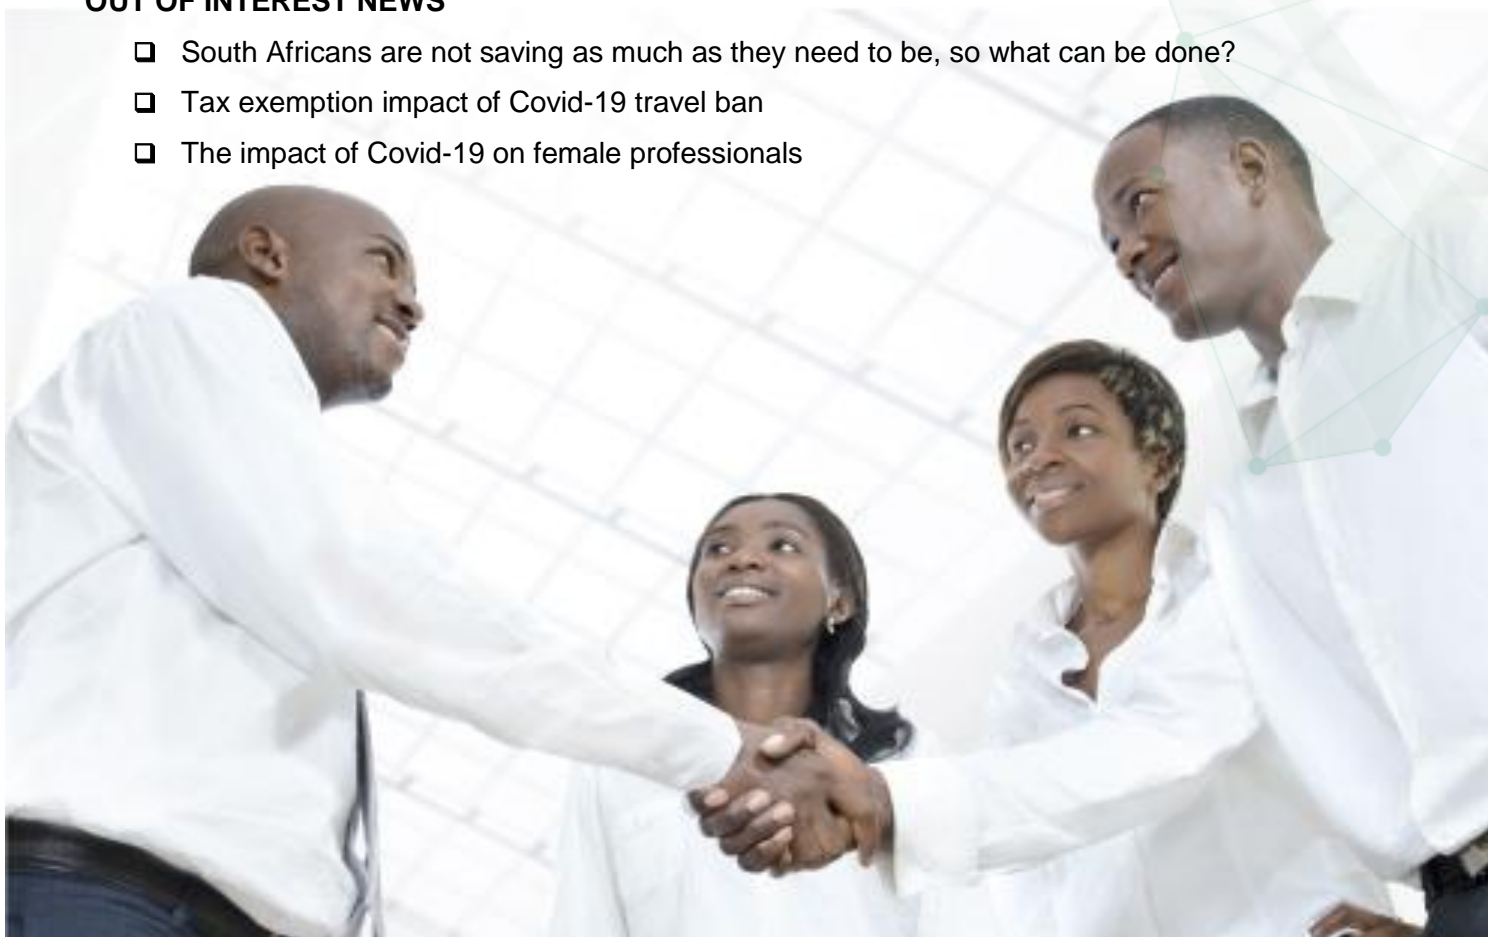 OUT OF INTEREST NEWS
❑ South Africans are not saving as much as they need to be, so what can be done?
❑ Tax exemption impact of Covid-19 travel ban
❑ The impact of Covid-19 on female professionals